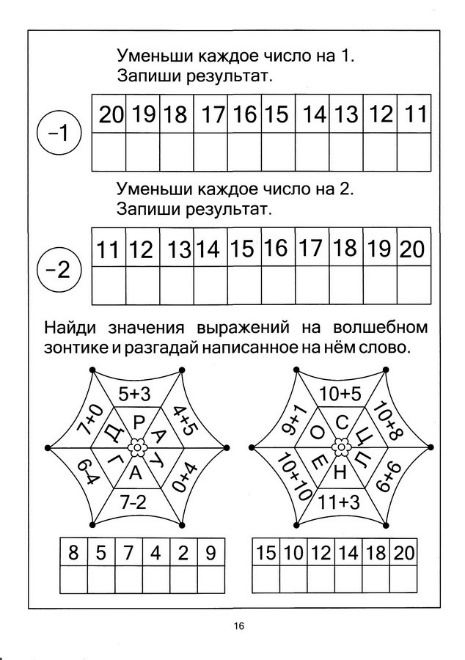 Уменьши каждое число на 1.
Запиши результат.
–1
20 19 18 17 16 15 14 13 12 11
Уменьши каждое число на 2.
Запиши результат.
–2
11 12 13 14 15 16 17 18 19 20
Найди значения выражений на волшебном
зонтике и разгадай написанное на нём слово.
5+3
7+0
4+5
Д Р А
Г А У
6-4
0+4
7-2
10+5
9+1
10+8
О С Ц
Е Н Л
10+10
6+6
11+3
8 5 7 4 2 9
15 10 12 14 18 20
16